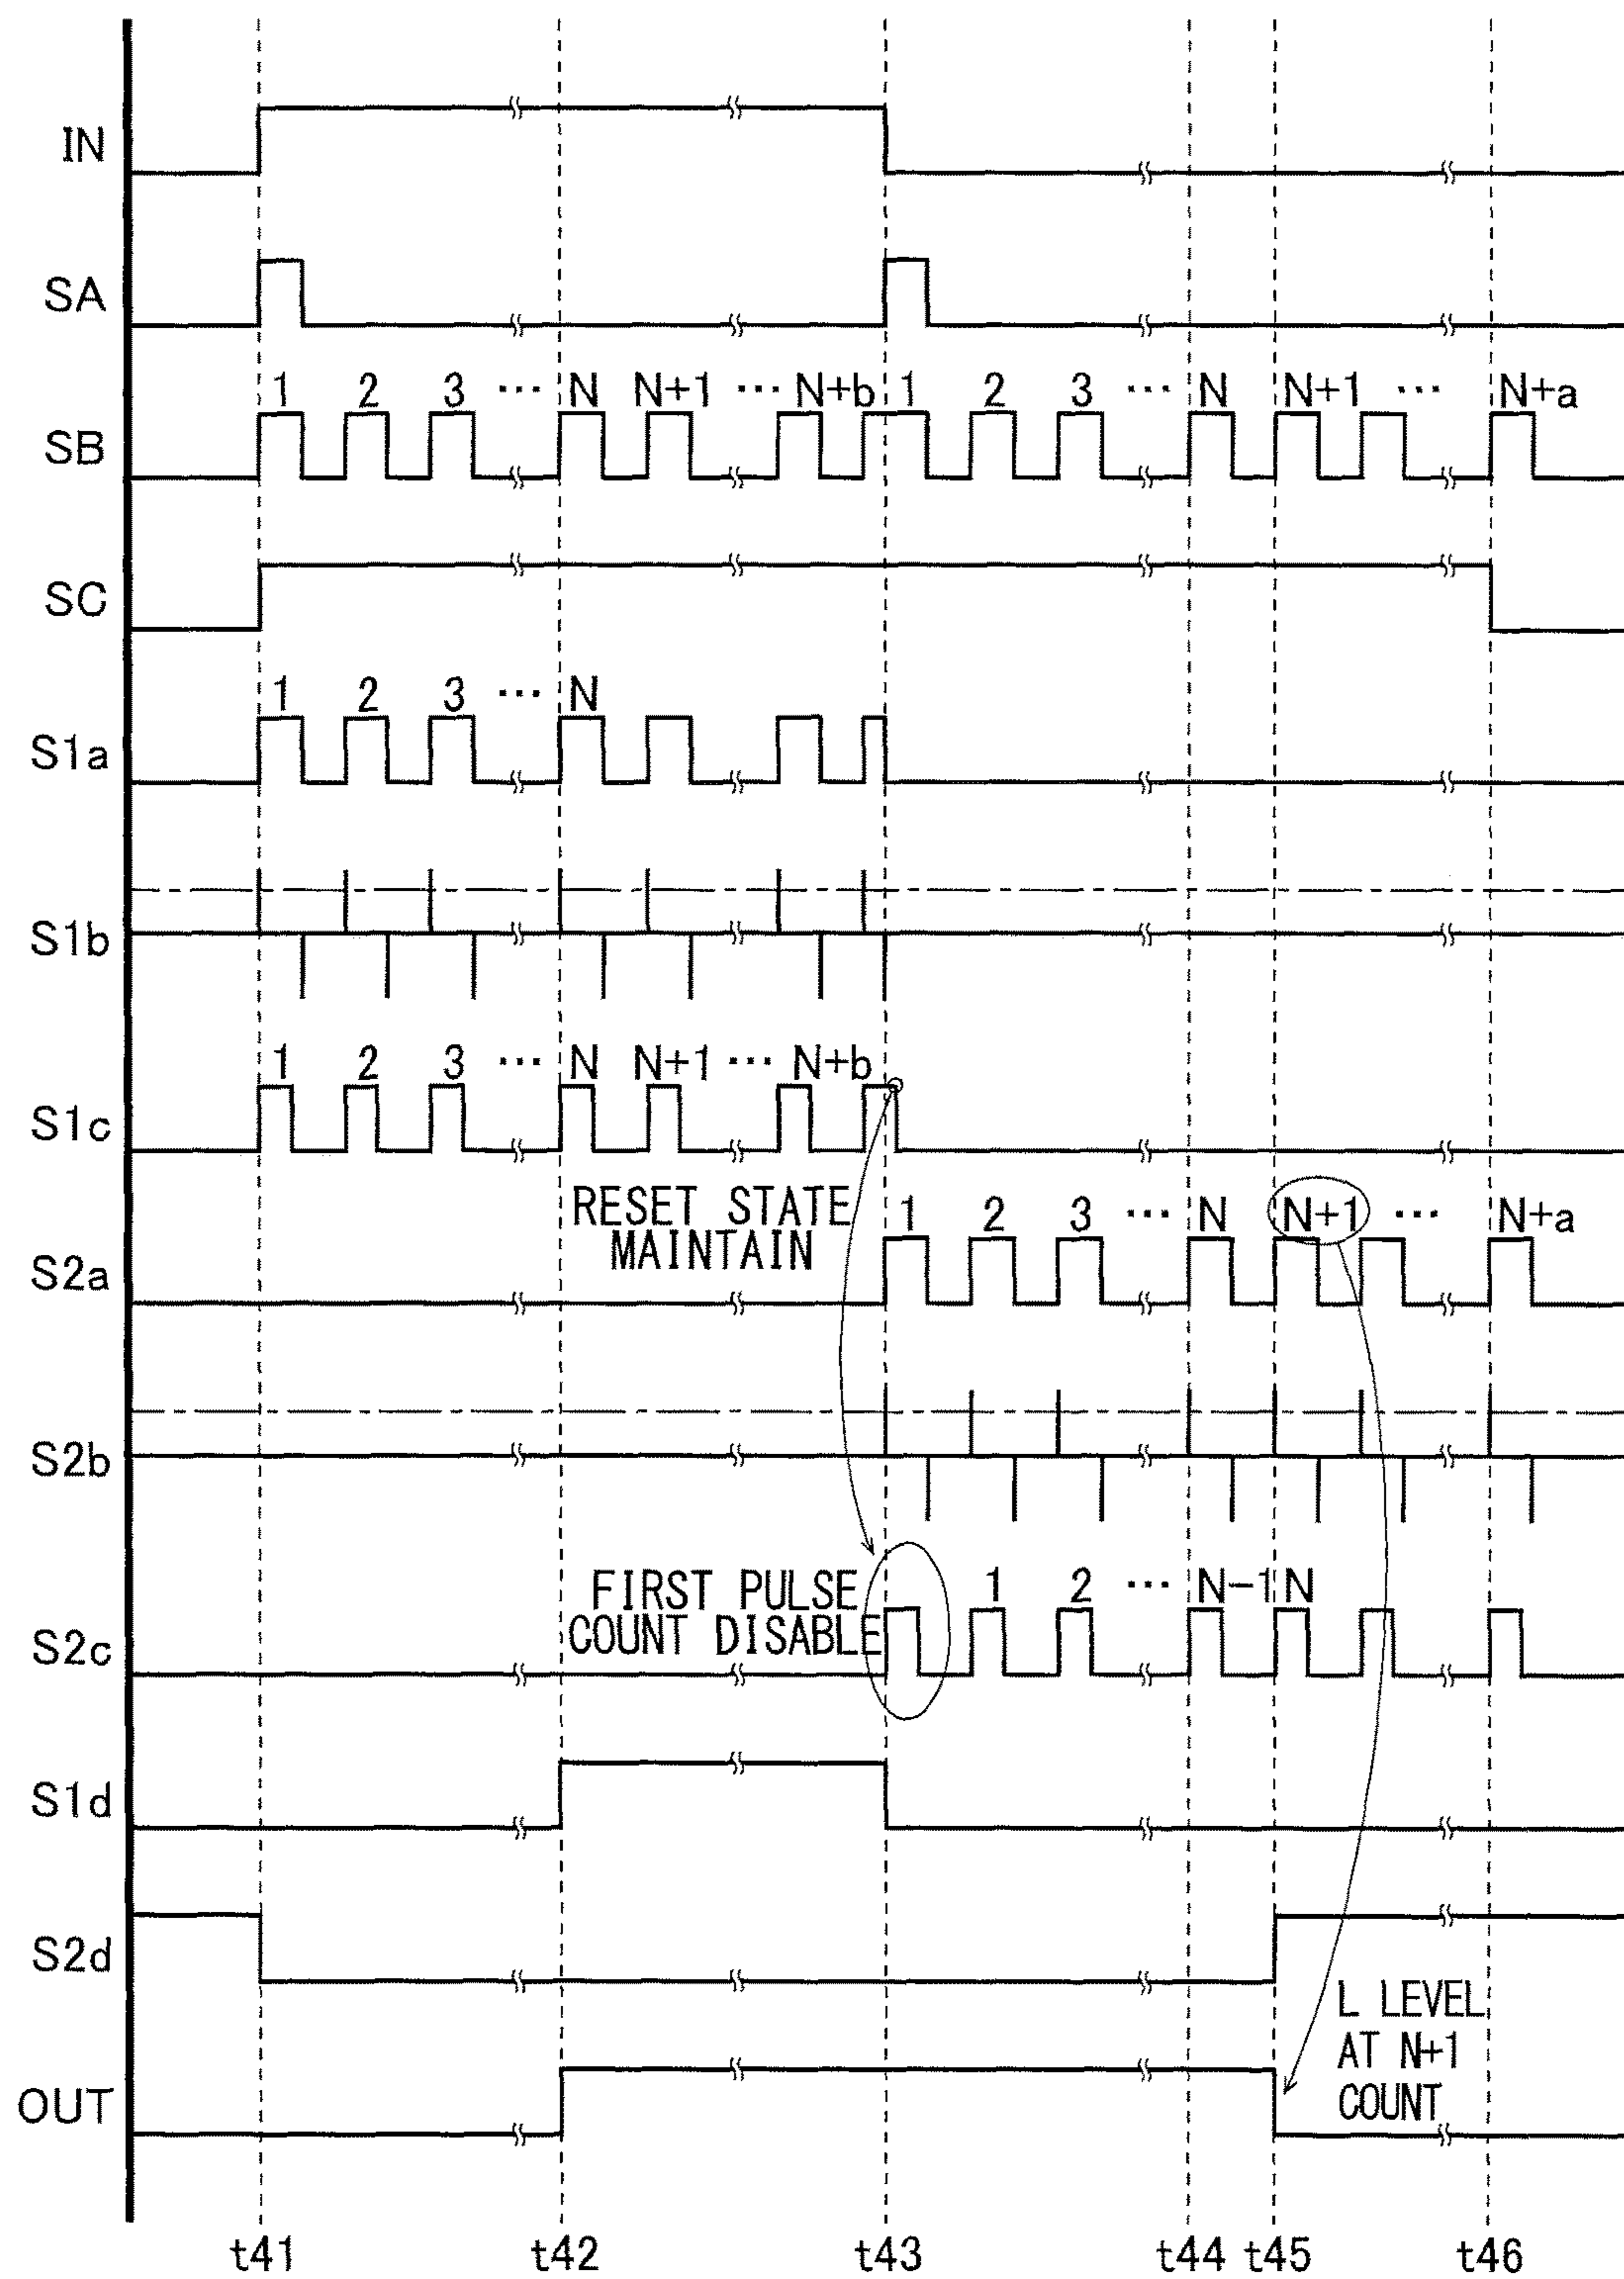 IN
SA
1 2 3 ... N N+1 ... N+b 1 2 3 ... N N+1 ... N+a
SB
SC
1 2 3 ... N
S1a
S1b
1 2 3 ... N N+1 ... N+b
S1c
RESET STATE
MAINTAIN
1 2 3 ... N N+1 ... N+a
S2a
S2b
FIRST PULSE
COUNT DISABLE
1 2 ... N-1 N
S2c
S1d
S2d
L LEVEL
AT N+1
COUNT
OUT
t41 t42 t43 t44 t45 t46